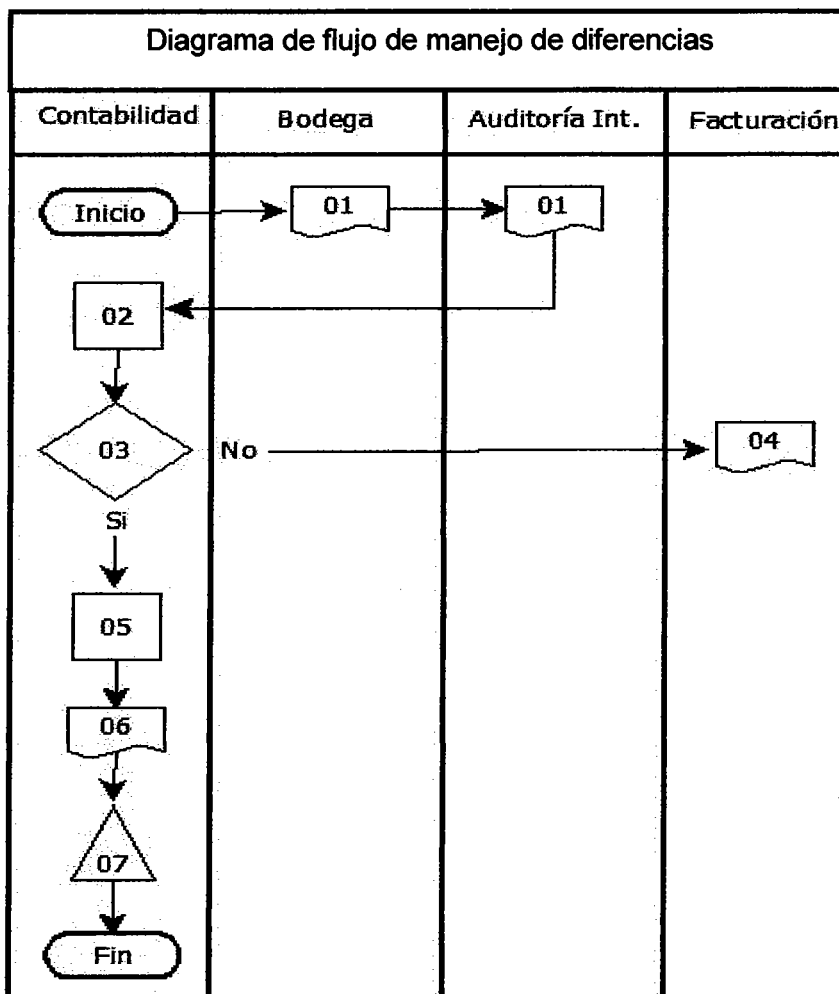 Diagrama de flujo de manejo de diferencias
Contabilidad
Bodega
Auditoría Int.
Facturación
Inicio
01
01
02
03
No
04
Si
05
06
07
Fin